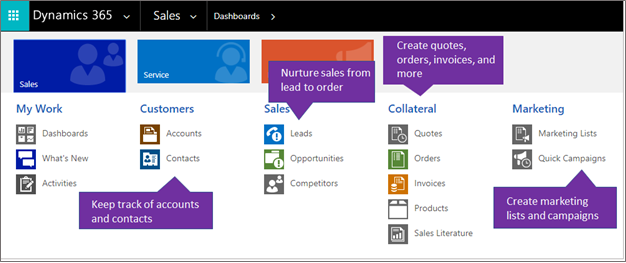 Dynamics 365 Sales Dashboards
Sales
Service
Nurture sales from
lead to order
Create quotes,
orders, invoices, and
more
My Work
Dashboards
What's New
Activities
Customers
Accounts
Contacts
Keep track of accounts
and contacts
Sales
Leads
Opportunities
Competitors
Collateral
Quotes
Orders
Invoices
Products
Sales Literature
Marketing
Marketing Lists
Quick Campaigns
Create marketing
lists and campaigns